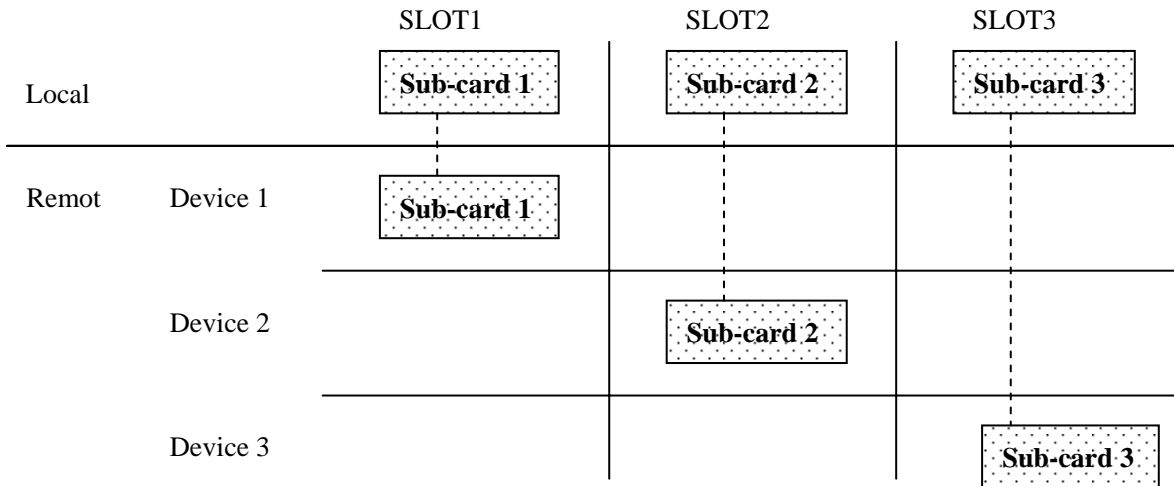 SLOT1 SLOT2 SLOT3
Local Sub-card 1 Sub-card 2 Sub-card 3
Remot Device 1 Sub-card 1
Device 2 Sub-card 2
Device 3 Sub-card 3